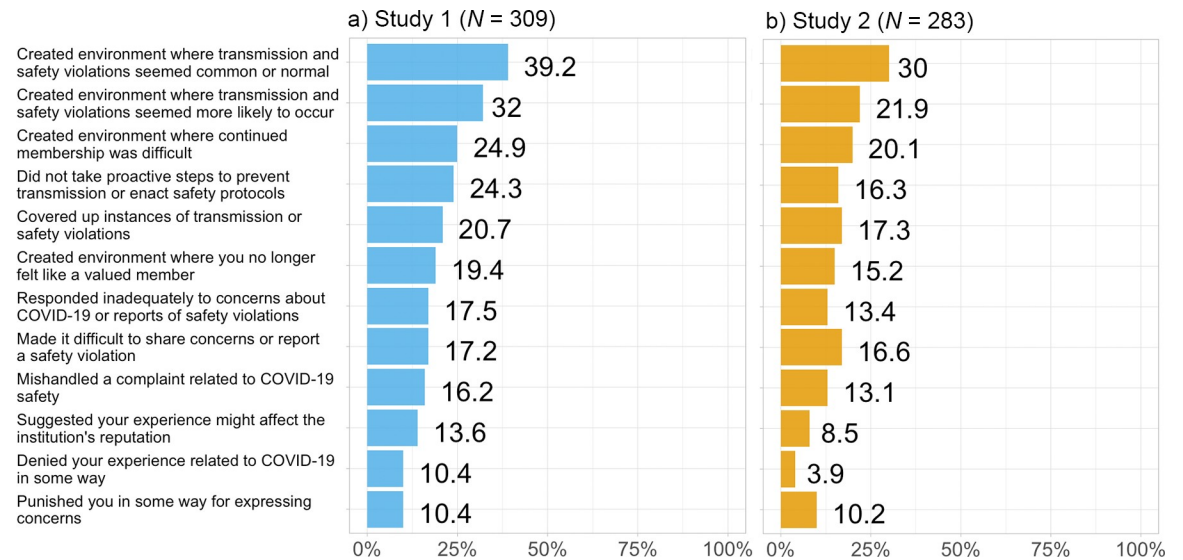 a) Study 1 (N = 309)
b) Study 2 (N = 283)
Created environment where transmission and
safety violations seemed common or normal
39.2
30
Created environment where transmission and
safety violations seemed more likely to occur
32
21.9
Created environment where continued
membership was difficult
24.9
20.1
Did not take proactive steps to prevent
transmission or enact safety protocols
24.3
16.3
Covered up instances of transmission or
safety violations
20.7
17.3
Created environment where you no longer
felt like a valued member
19.4
15.2
Responded inadequately to concerns about
COVID-19 or reports of safety violations
17.5
13.4
Made it difficult to share concerns or report
a safety violation
17.2
16.6
Mishandled a complaint related to COVID-19
safety
16.2
13.1
Suggested your experience might affect the
institution's reputation
13.6
8.5
Denied your experience related to COVID-19
in some way
10.4
3.9
Punished you in some way for expressing
concerns
10.4
10.2
0% 25% 50% 75% 100%
0% 25% 50% 75% 100%